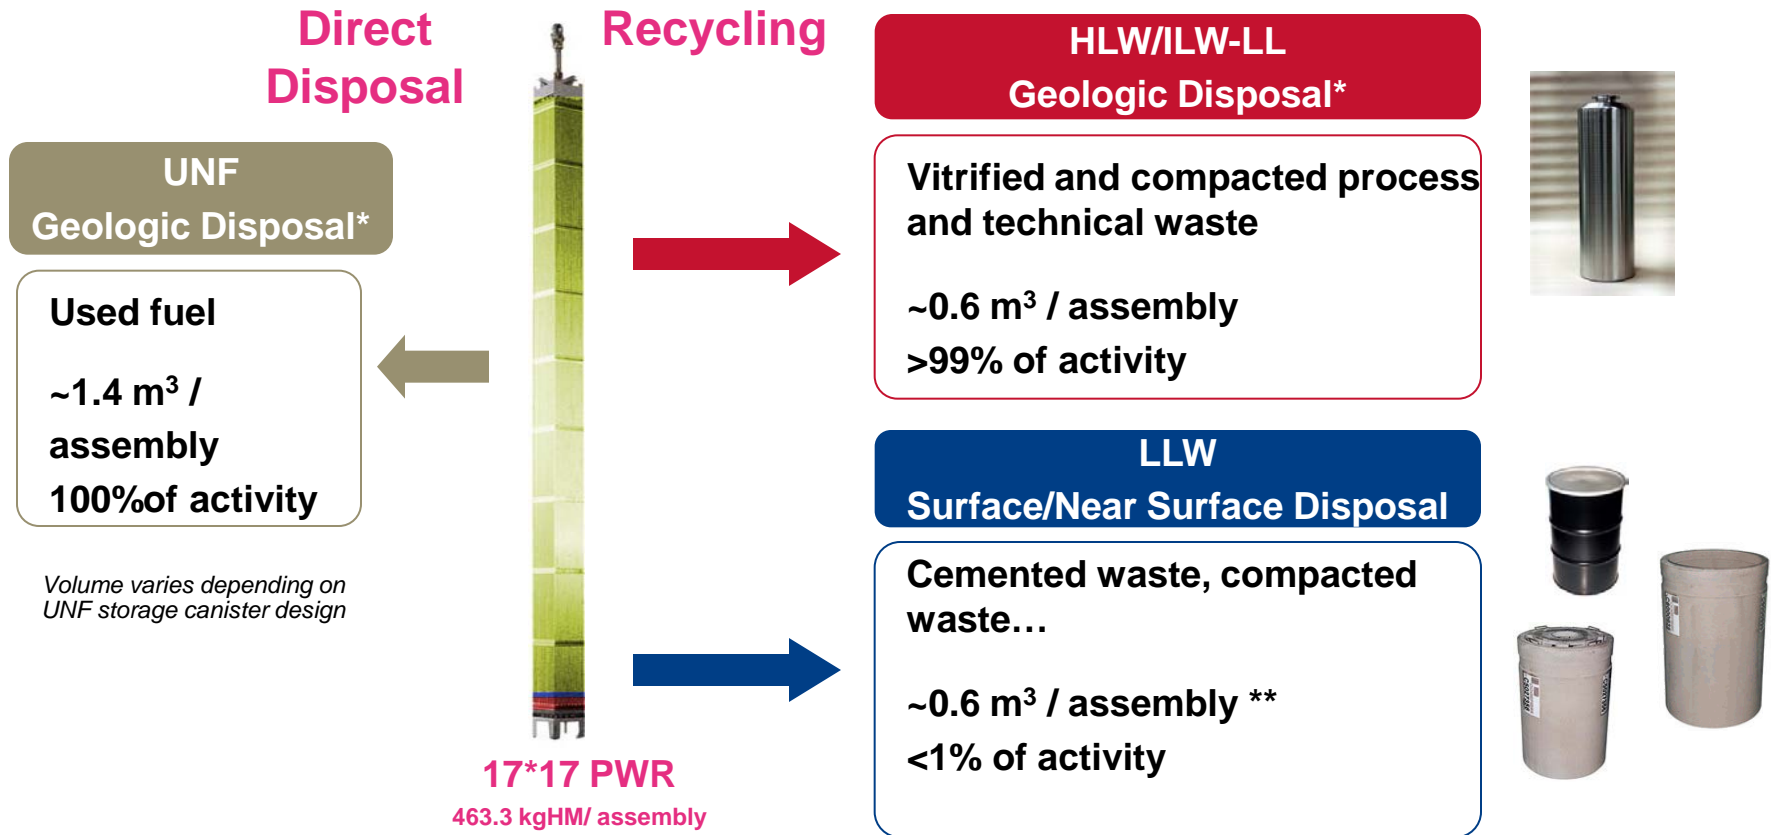 Direct
Disposal
Recycling
UNF
Geologic Disposal*
Used fuel
~1.4 m³ /
assembly
100%of activity
Volume varies depending on
UNF storage canister design
17*17 PWR
463.3 kgHM/ assembly
HLW/ILW-LL
Geologic Disposal*
Vitrified and compacted process
and technical waste
~0.6 m³ / assembly
>99% of activity
LLW
Surface/Near Surface Disposal
Cemented waste, compacted
waste…
~0.6 m³ / assembly **
<1% of activity